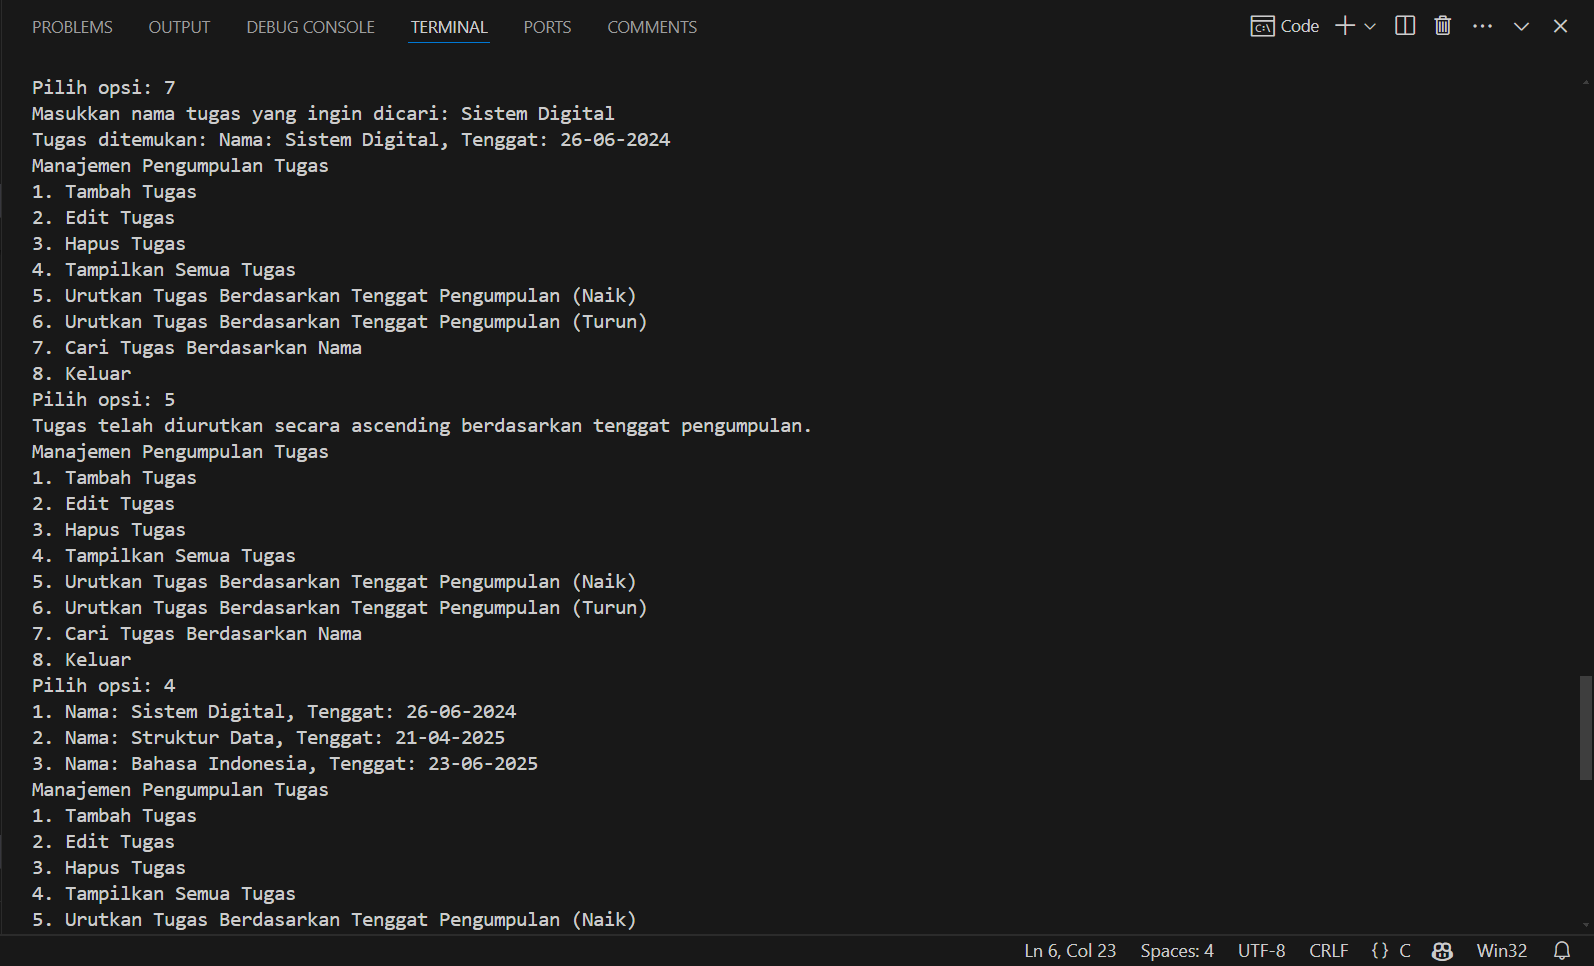 PROBLEMS OUTPUT DEBUG CONSOLE TERMINAL PORTS COMMENTS Code
Pilih opsi: 7
Masukkan nama tugas yang ingin dicari: Sistem Digital
Tugas ditemukan: Nama: Sistem Digital, Tenggat: 26-06-2024
Manajemen Pengumpulan Tugas
1. Tambah Tugas
2. Edit Tugas
3. Hapus Tugas
4. Tampilkan Semua Tugas
5. Urutkan Tugas Berdasarkan Tenggat Pengumpulan (Naik)
6. Urutkan Tugas Berdasarkan Tenggat Pengumpulan (Turun)
7. Cari Tugas Berdasarkan Nama
8. Keluar
Pilih opsi: 5
Tugas telah diurutkan secara ascending berdasarkan tenggat pengumpulan.
Manajemen Pengumpulan Tugas
1. Tambah Tugas
2. Edit Tugas
3. Hapus Tugas
4. Tampilkan Semua Tugas
5. Urutkan Tugas Berdasarkan Tenggat Pengumpulan (Naik)
6. Urutkan Tugas Berdasarkan Tenggat Pengumpulan (Turun)
7. Cari Tugas Berdasarkan Nama
8. Keluar
Pilih opsi: 4
1. Nama: Sistem Digital, Tenggat: 26-06-2024
2. Nama: Struktur Data, Tenggat: 21-04-2025
3. Nama: Bahasa Indonesia, Tenggat: 23-06-2025
Manajemen Pengumpulan Tugas
1. Tambah Tugas
2. Edit Tugas
3. Hapus Tugas
4. Tampilkan Semua Tugas
5. Urutkan Tugas Berdasarkan Tenggat Pengumpulan (Naik)
Ln 6, Col 23 Spaces: 4 UTF-8 CRLF {} C Win32